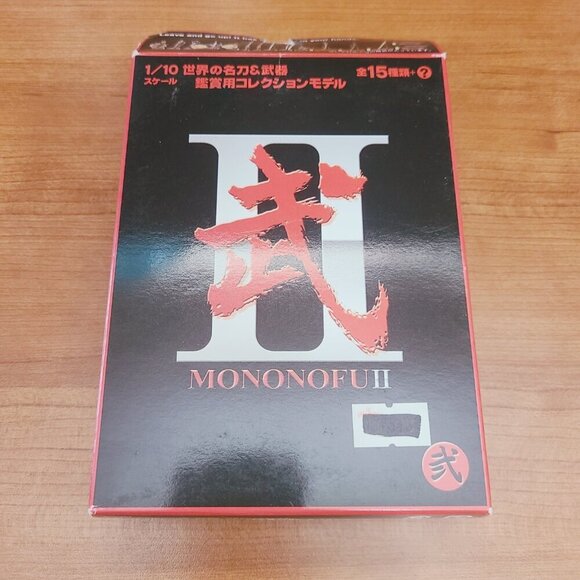 1/10 世界の名刀&武器 全15種類+?
スケール 鑑賞用コレクションモデル
II
武
MONONOFU II
弐